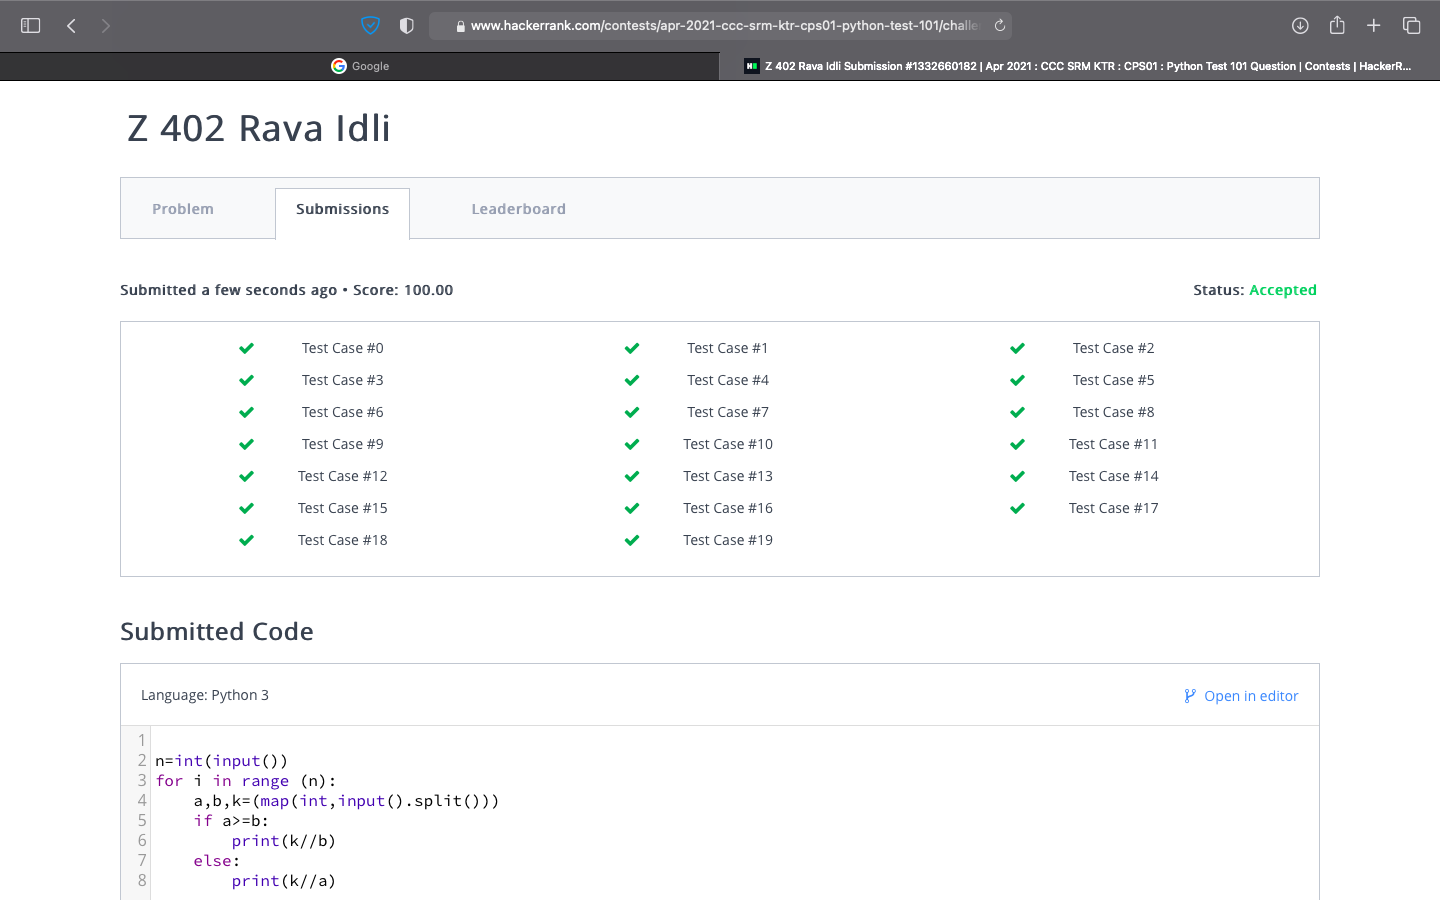 www.hackerrank.com/contests/apr-2021-ccc-srm-ktr-cps01-python-test-101/challe
Google
Z 402 Rava Idli Submission #1332660182 | Apr 2021 : CCC SRM KTR : CPS01 : Python Test 101 Question | Contests | HackerR...
Z 402 Rava Idli
Problem Submissions Leaderboard
Submitted a few seconds ago • Score: 100.00 Status: Accepted
Test Case #0 Test Case #1 Test Case #2
Test Case #3 Test Case #4 Test Case #5
Test Case #6 Test Case #7 Test Case #8
Test Case #9 Test Case #10 Test Case #11
Test Case #12 Test Case #13 Test Case #14
Test Case #15 Test Case #16 Test Case #17
Test Case #18 Test Case #19
Submitted Code
Language: Python 3 Open in editor
1
2 n=int(input())
3 for i in range (n):
4     a,b,k=(map(int,input().split()))
5     if a>=b:
6         print(k//b)
7     else:
8         print(k//a)